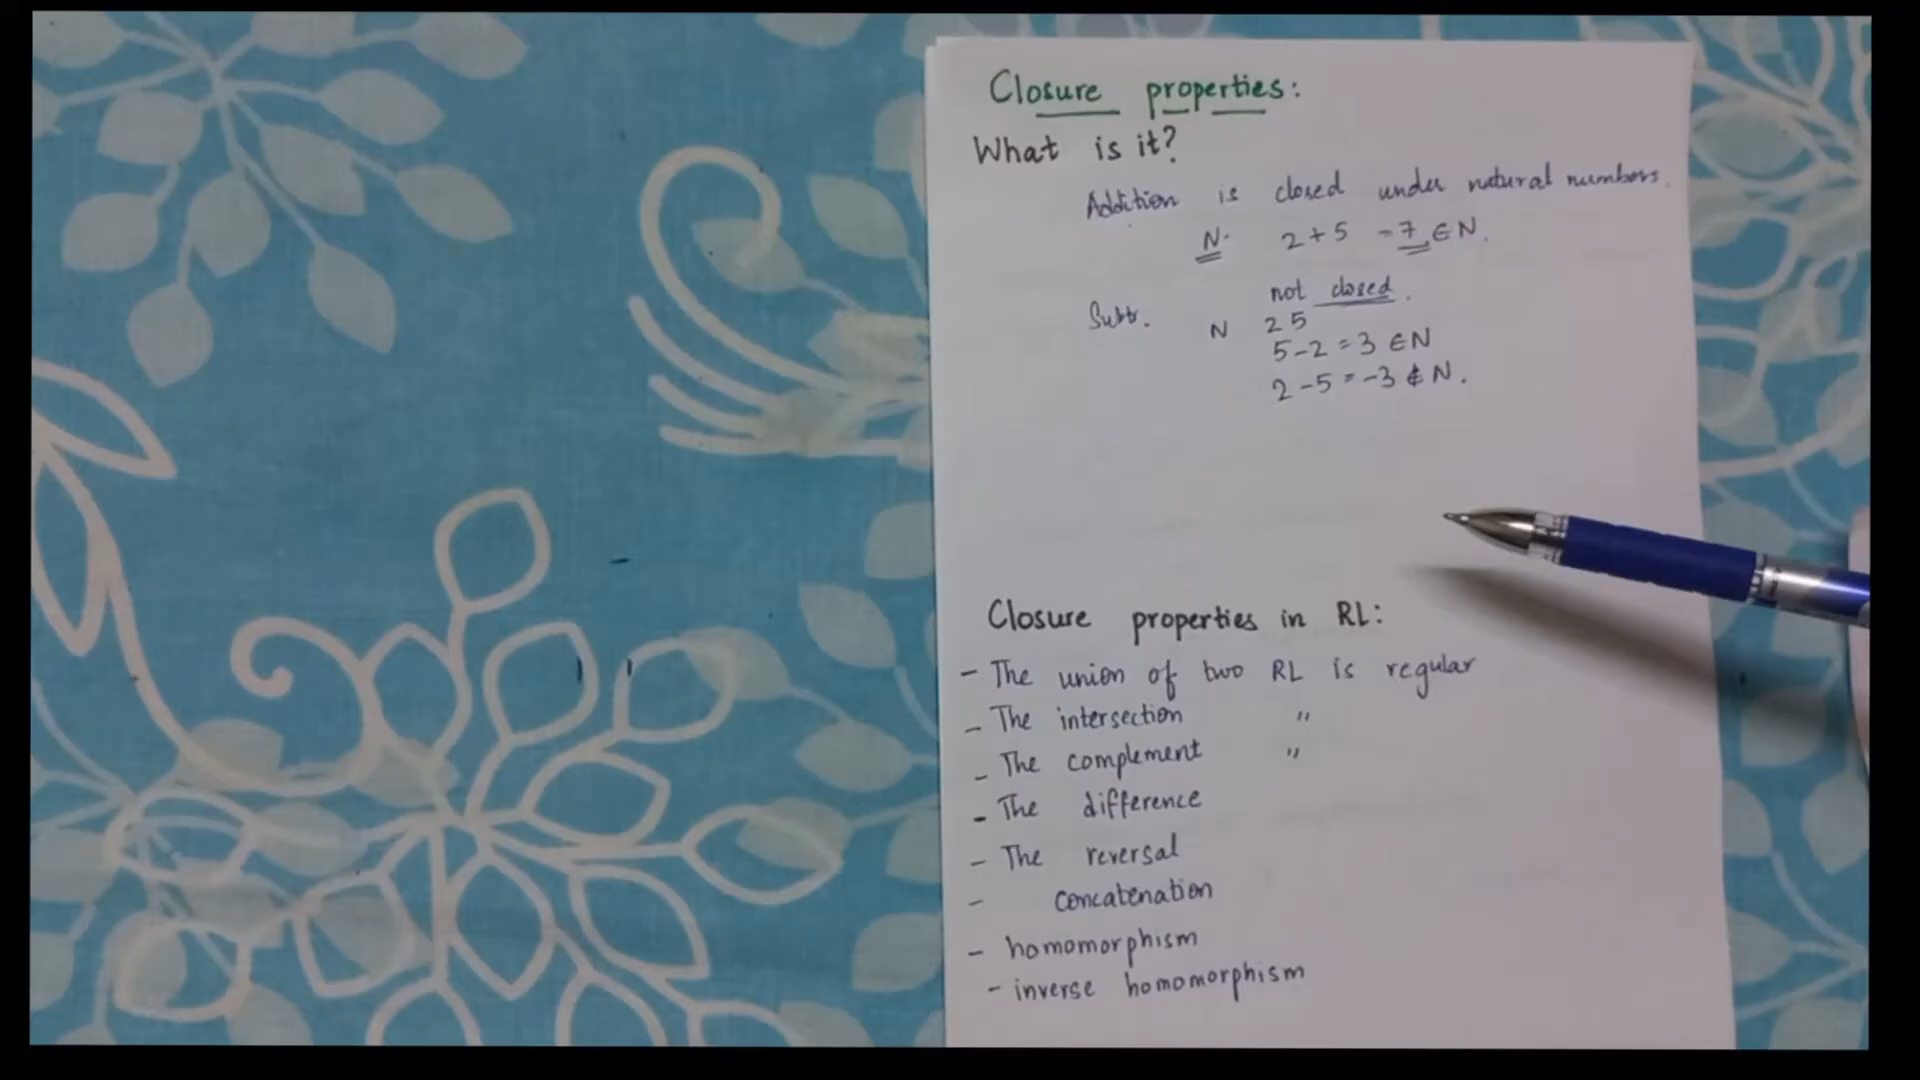 Closure properties:
What is it?
Addition is closed under natural numbers.
N. 2+5 = 7 ∈ N.
not closed.
Subtr. N 2 5
5-2 = 3 ∈ N
2-5 = -3 ∉ N.
Closure properties in RL:
- The union of two RL is regular
- The intersection "
- The complement "
- The difference
- The reversal
- concatenation
- homomorphism
- inverse homomorphism